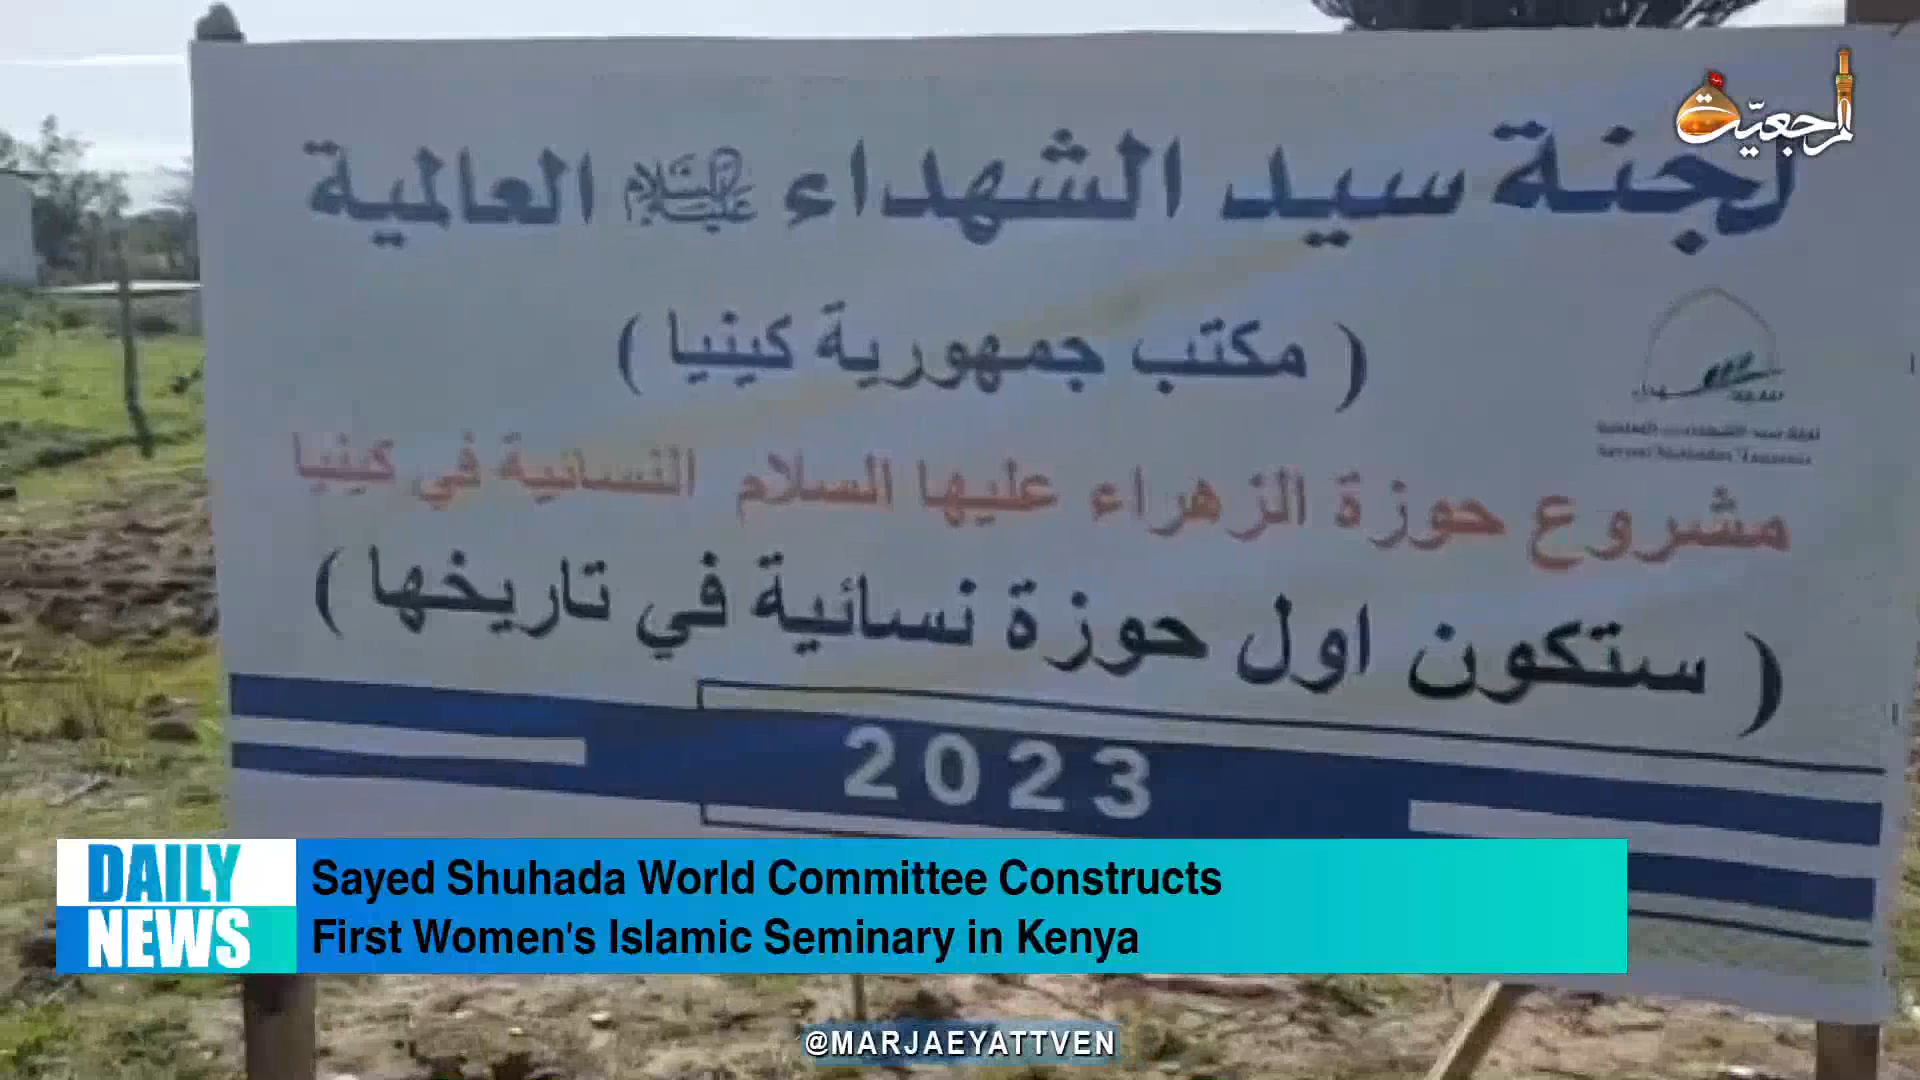 المرجعيّة
لجنة سيد الشهداء عليه السلام العالمية
( مكتب جمهورية كينيا )
مشروع حوزة الزهراء عليها السلام النسائية في كينيا
( ستكون اول حوزة نسائية في تاريخها )
2023
DAILY NEWS
Sayed Shuhada World Committee Constructs
First Women's Islamic Seminary in Kenya
@MARJAEYATTVEN